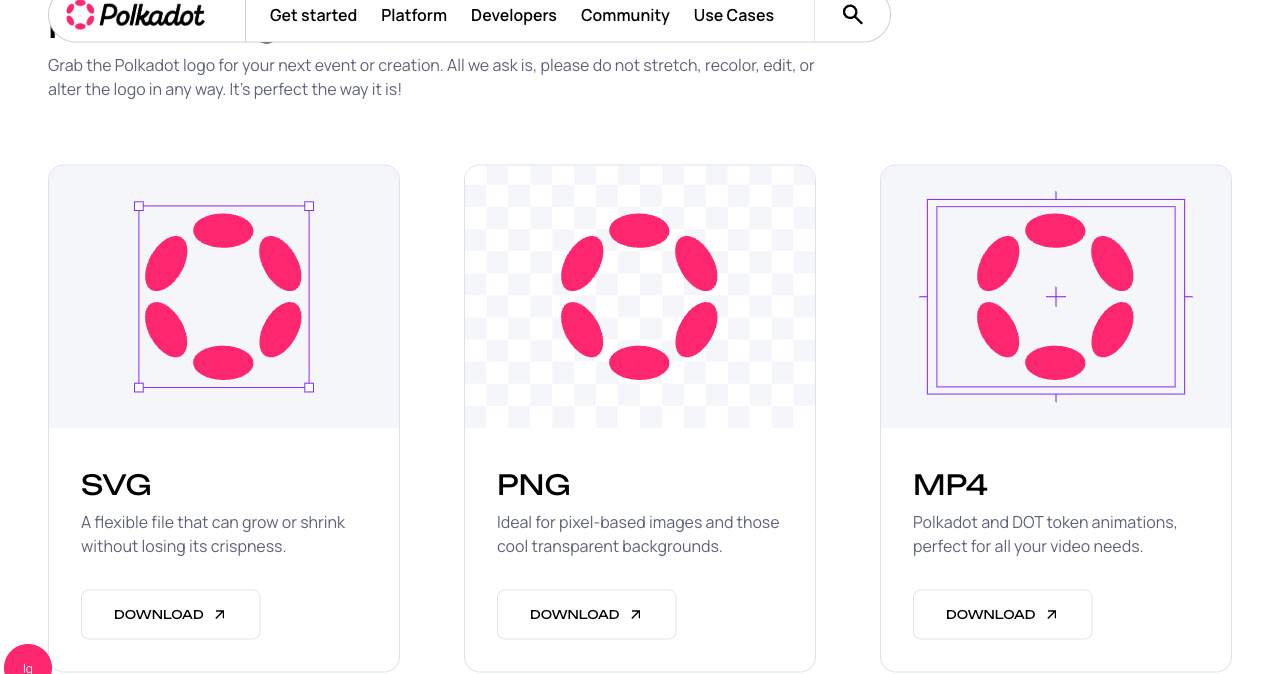 Polkadot
Get started Platform Developers Community Use Cases
Grab the Polkadot logo for your next event or creation. All we ask is, please do not stretch, recolor, edit, or
alter the logo in any way. It's perfect the way it is!
SVG
A flexible file that can grow or shrink
without losing its crispness.
DOWNLOAD
PNG
Ideal for pixel-based images and those
cool transparent backgrounds.
DOWNLOAD
MP4
Polkadot and DOT token animations,
perfect for all your video needs.
DOWNLOAD